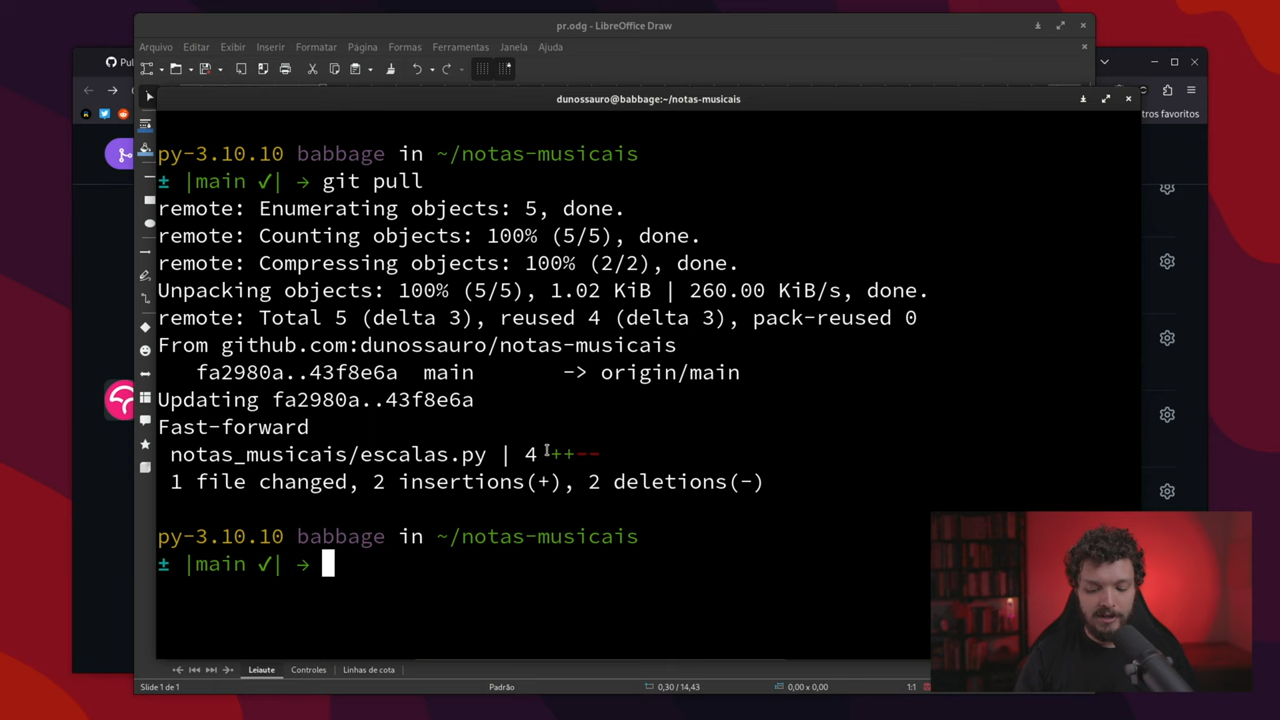 pr.odg - LibreOffice Draw
Arquivo Editar Exibir Inserir Formatar Página Formas Ferramentas Janela Ajuda
Pul
dunossauro@babbage:~/notas-musicais
tros favoritos
py-3.10.10 babbage in ~/notas-musicais
± |main ✓| → git pull
remote: Enumerating objects: 5, done.
remote: Counting objects: 100% (5/5), done.
remote: Compressing objects: 100% (2/2), done.
Unpacking objects: 100% (5/5), 1.02 KiB | 260.00 KiB/s, done.
remote: Total 5 (delta 3), reused 4 (delta 3), pack-reused 0
From github.com:dunossauro/notas-musicais
fa2980a..43f8e6a main -> origin/main
Updating fa2980a..43f8e6a
Fast-forward
notas_musicais/escalas.py | 4 ++--
1 file changed, 2 insertions(+), 2 deletions(-)
py-3.10.10 babbage in ~/notas-musicais
± |main ✓| →
Leiaute Controles Linhas de cota
Slide 1 de 1 Padrão 0,30 / 14,43 0,00 x 0,00 1:1